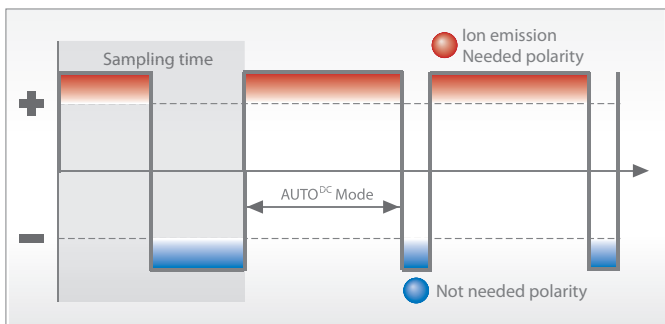 Sampling time
Ion emission
Needed polarity
+
AUTOᴰᶜ Mode
−
Not needed polarity